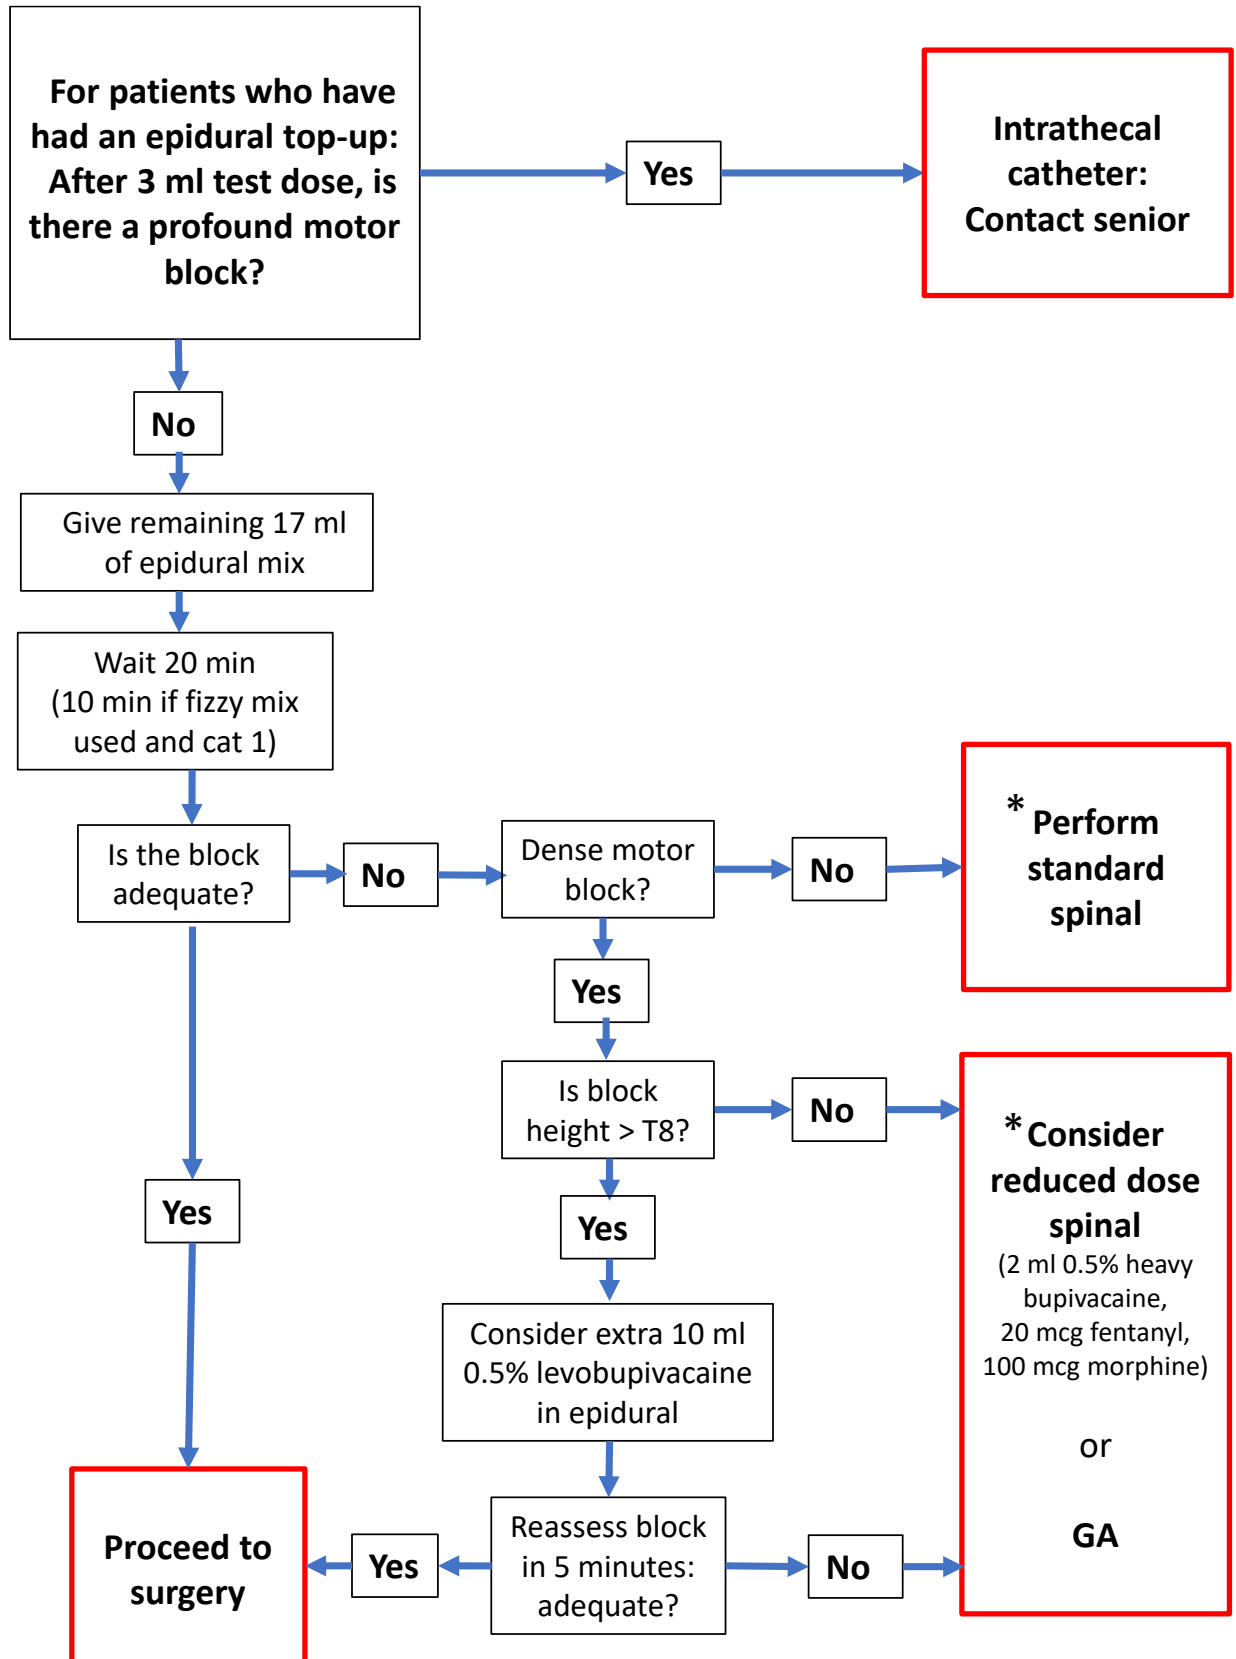 For patients who have
had an epidural top-up:
After 3 ml test dose, is
there a profound motor
block?
Yes
Intrathecal
catheter:
Contact senior
No
Give remaining 17 ml
of epidural mix
Wait 20 min
(10 min if fizzy mix
used and cat 1)
Is the block
adequate?
No
Dense motor
block?
No
* Perform
standard
spinal
Yes
Is block
height > T8?
No
* Consider
reduced dose
spinal
(2 ml 0.5% heavy
bupivacaine,
20 mcg fentanyl,
100 mcg morphine)
or
GA
Yes
Yes
Consider extra 10 ml
0.5% levobupivacaine
in epidural
Reassess block
in 5 minutes:
adequate?
Yes
No
Proceed to
surgery